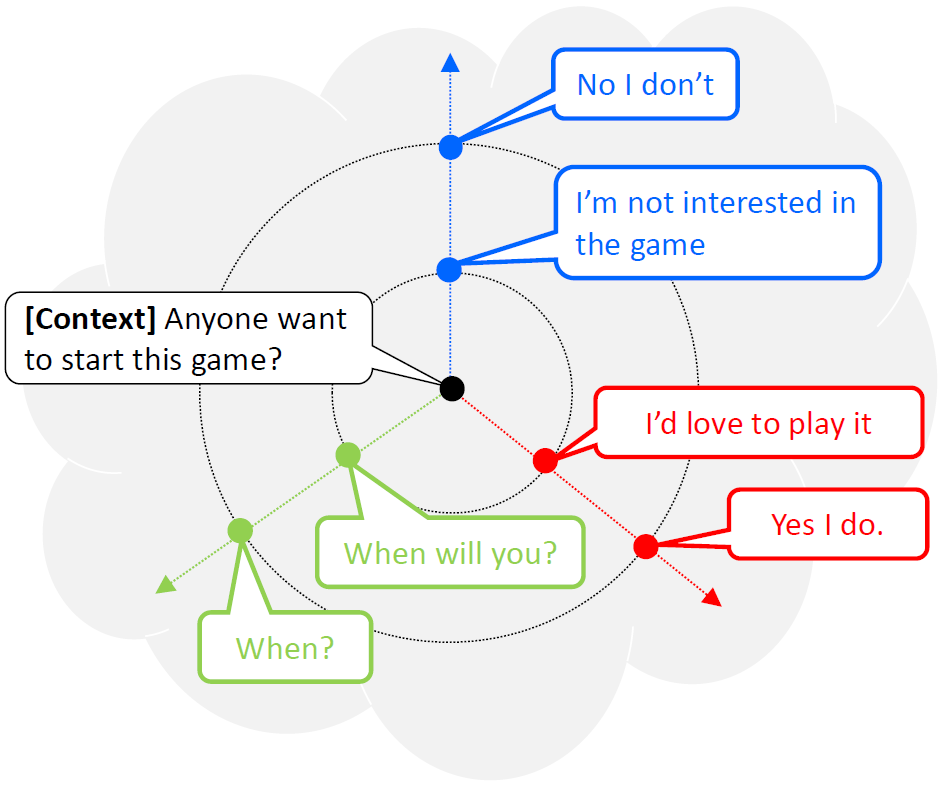 No I don’t
I’m not interested in
the game
[Context] Anyone want
to start this game?
I’d love to play it
Yes I do.
When will you?
When?